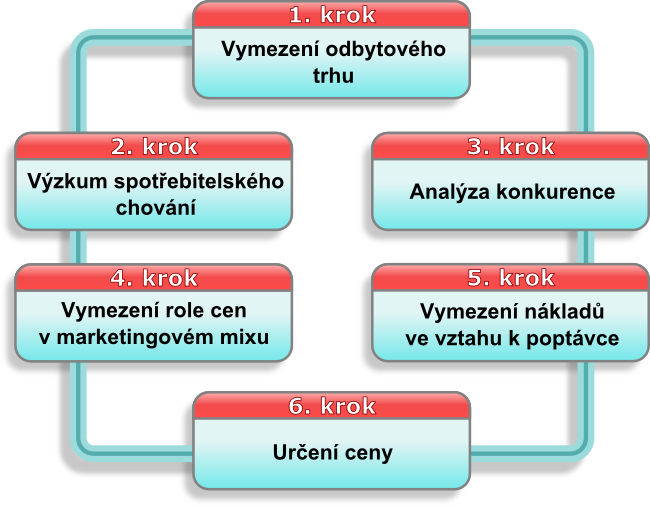 1. krok
Vymezení odbytového
trhu
2. krok
Výzkum spotřebitelského
chování
3. krok
Analýza konkurence
4. krok
Vymezení role cen
v marketingovém mixu
5. krok
Vymezení nákladů
ve vztahu k poptávce
6. krok
Určení ceny